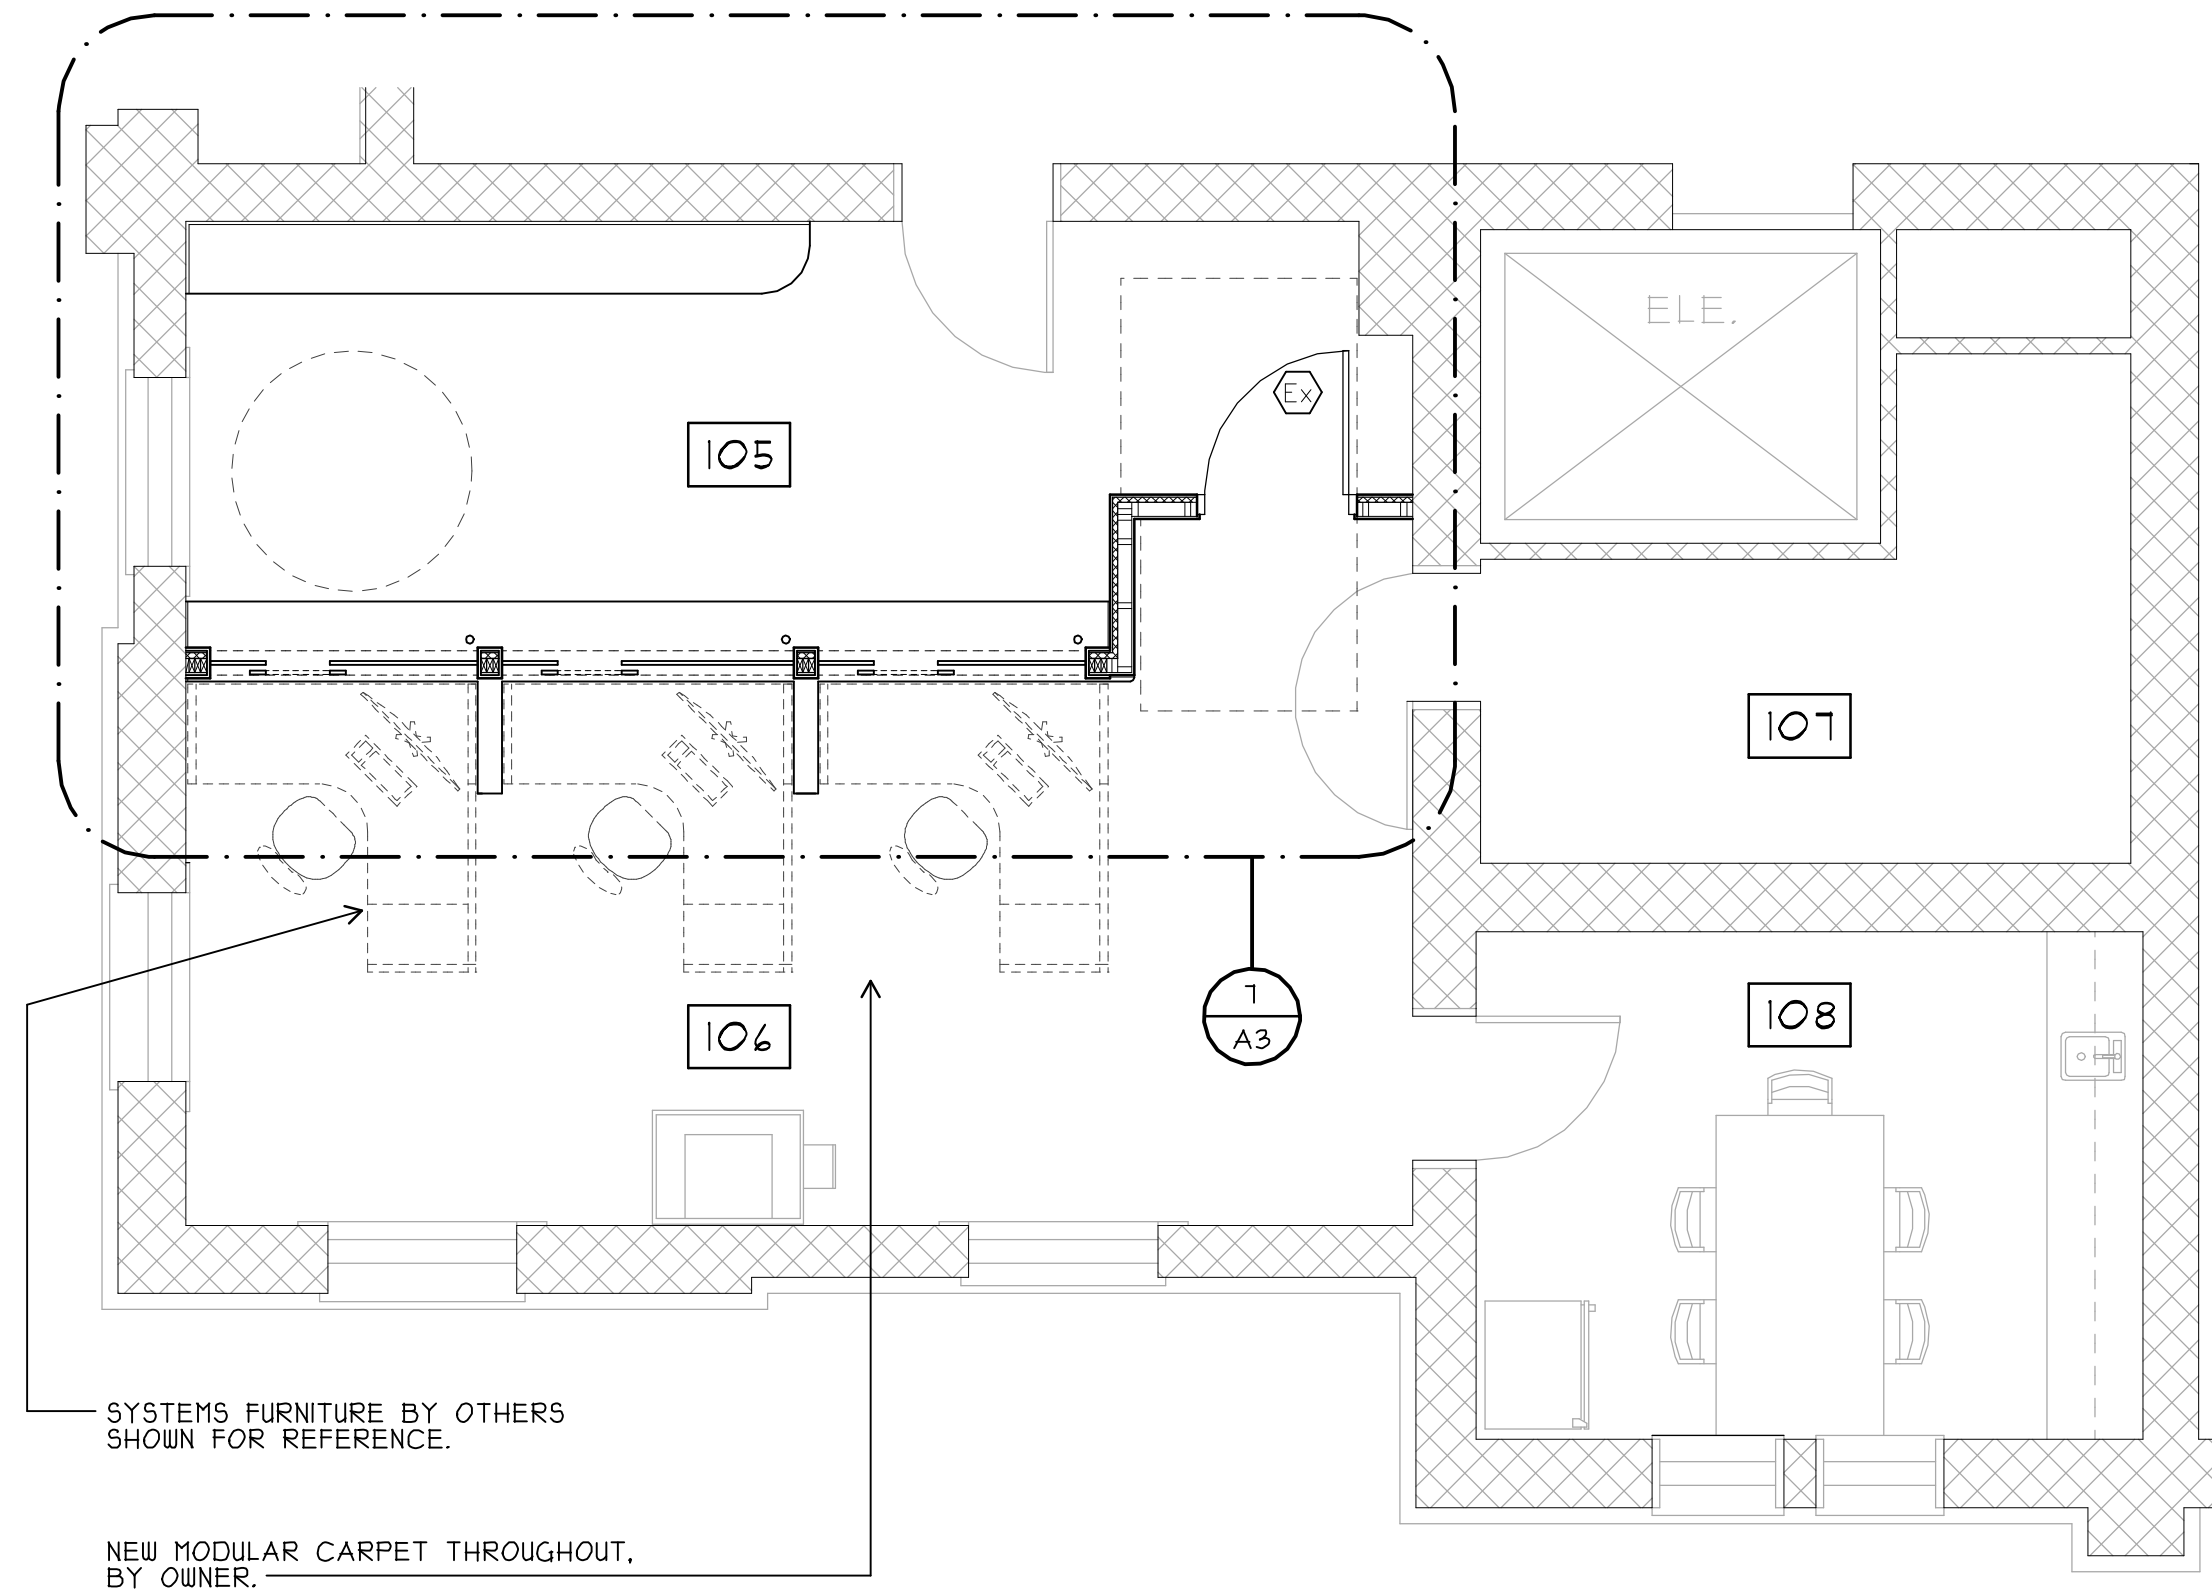 ELE.
Ex
105
107
108
106
7
A3
SYSTEMS FURNITURE BY OTHERS
SHOWN FOR REFERENCE.
NEW MODULAR CARPET THROUGHOUT,
BY OWNER.